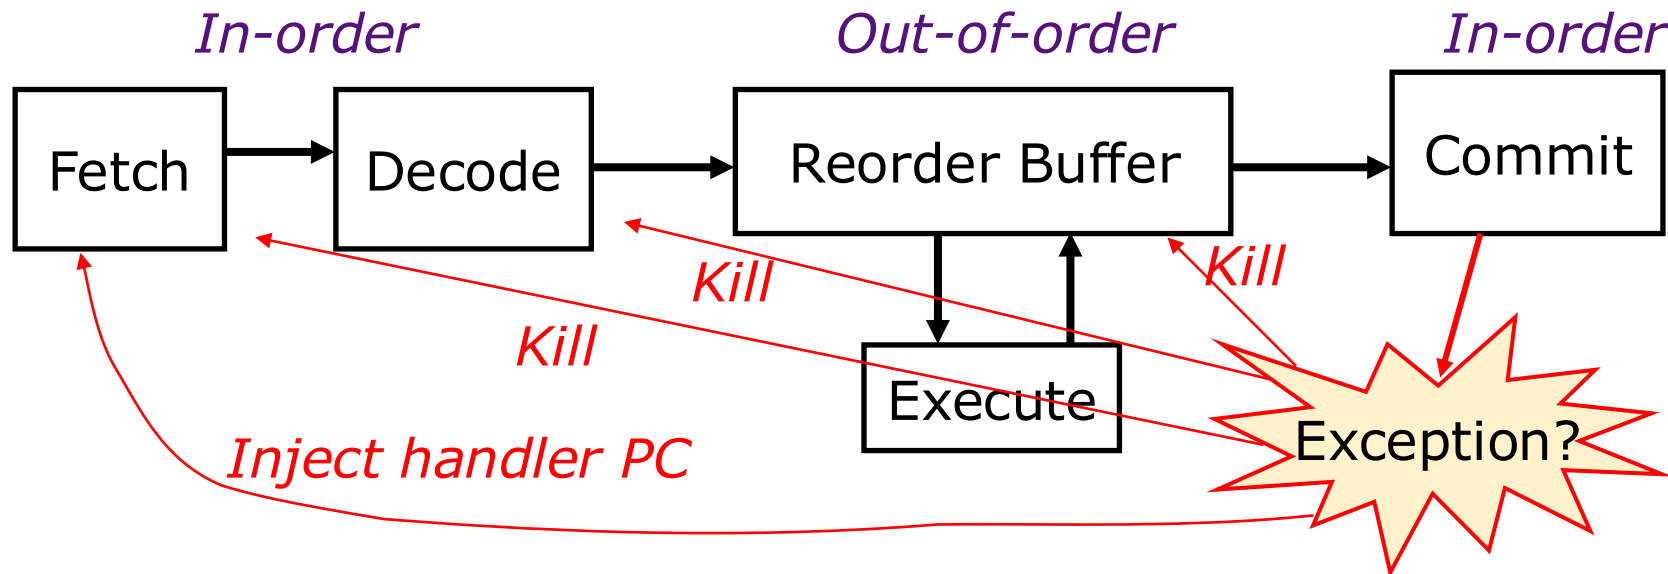 In-order
Out-of-order
In-order
Fetch
Decode
Reorder Buffer
Commit
Kill
Kill
Kill
Execute
Exception?
Inject handler PC